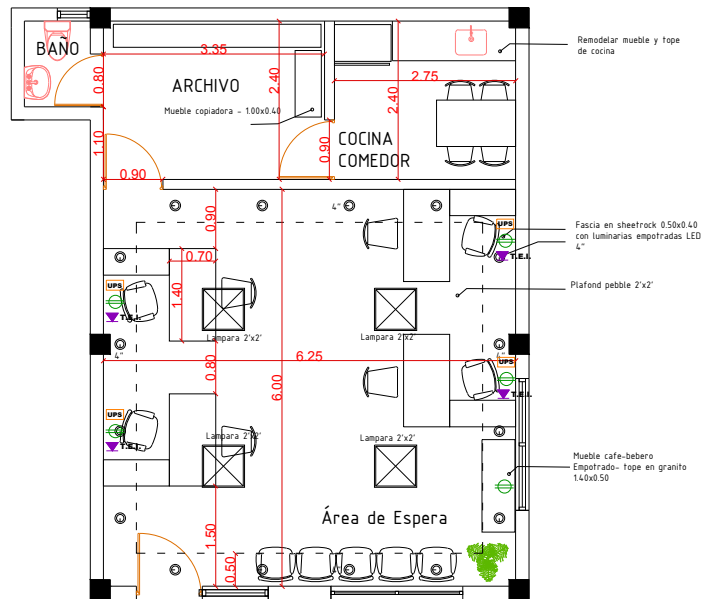 BAÑO
3.35
ARCHIVO
0.80
Mueble copiadora - 1.00x0.40
2.40
2.75
2.40
Remodelar mueble y tope
de cocina
1.10
0.90
0.90
COCINA
COMEDOR
4"
0.90
UPS
T.E.I.
Fascia en sheetrock 0.50x0.40
con luminarias empotradas LED
4"
0.70
UPS
T.E.I.
1.40
Plafond pebble 2'x2'
Lampara 2'x2'
Lampara 2'x2'
4"
6.25
4"
0.80
6.00
UPS
T.E.I.
UPS
T.E.I.
Lampara 2'x2'
Lampara 2'x2'
Mueble cafe-bebero
Empotrado- tope en granito
1.40x0.50
Área de Espera
1.50
0.50